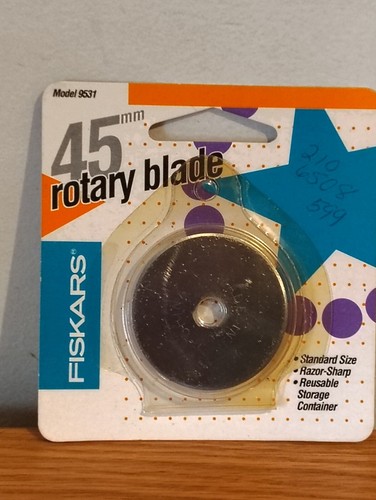 Model 9531
45mm
rotary blade
210
6508
599
FISKARS®
• Standard Size
• Razor-Sharp
• Reusable
Storage
Container